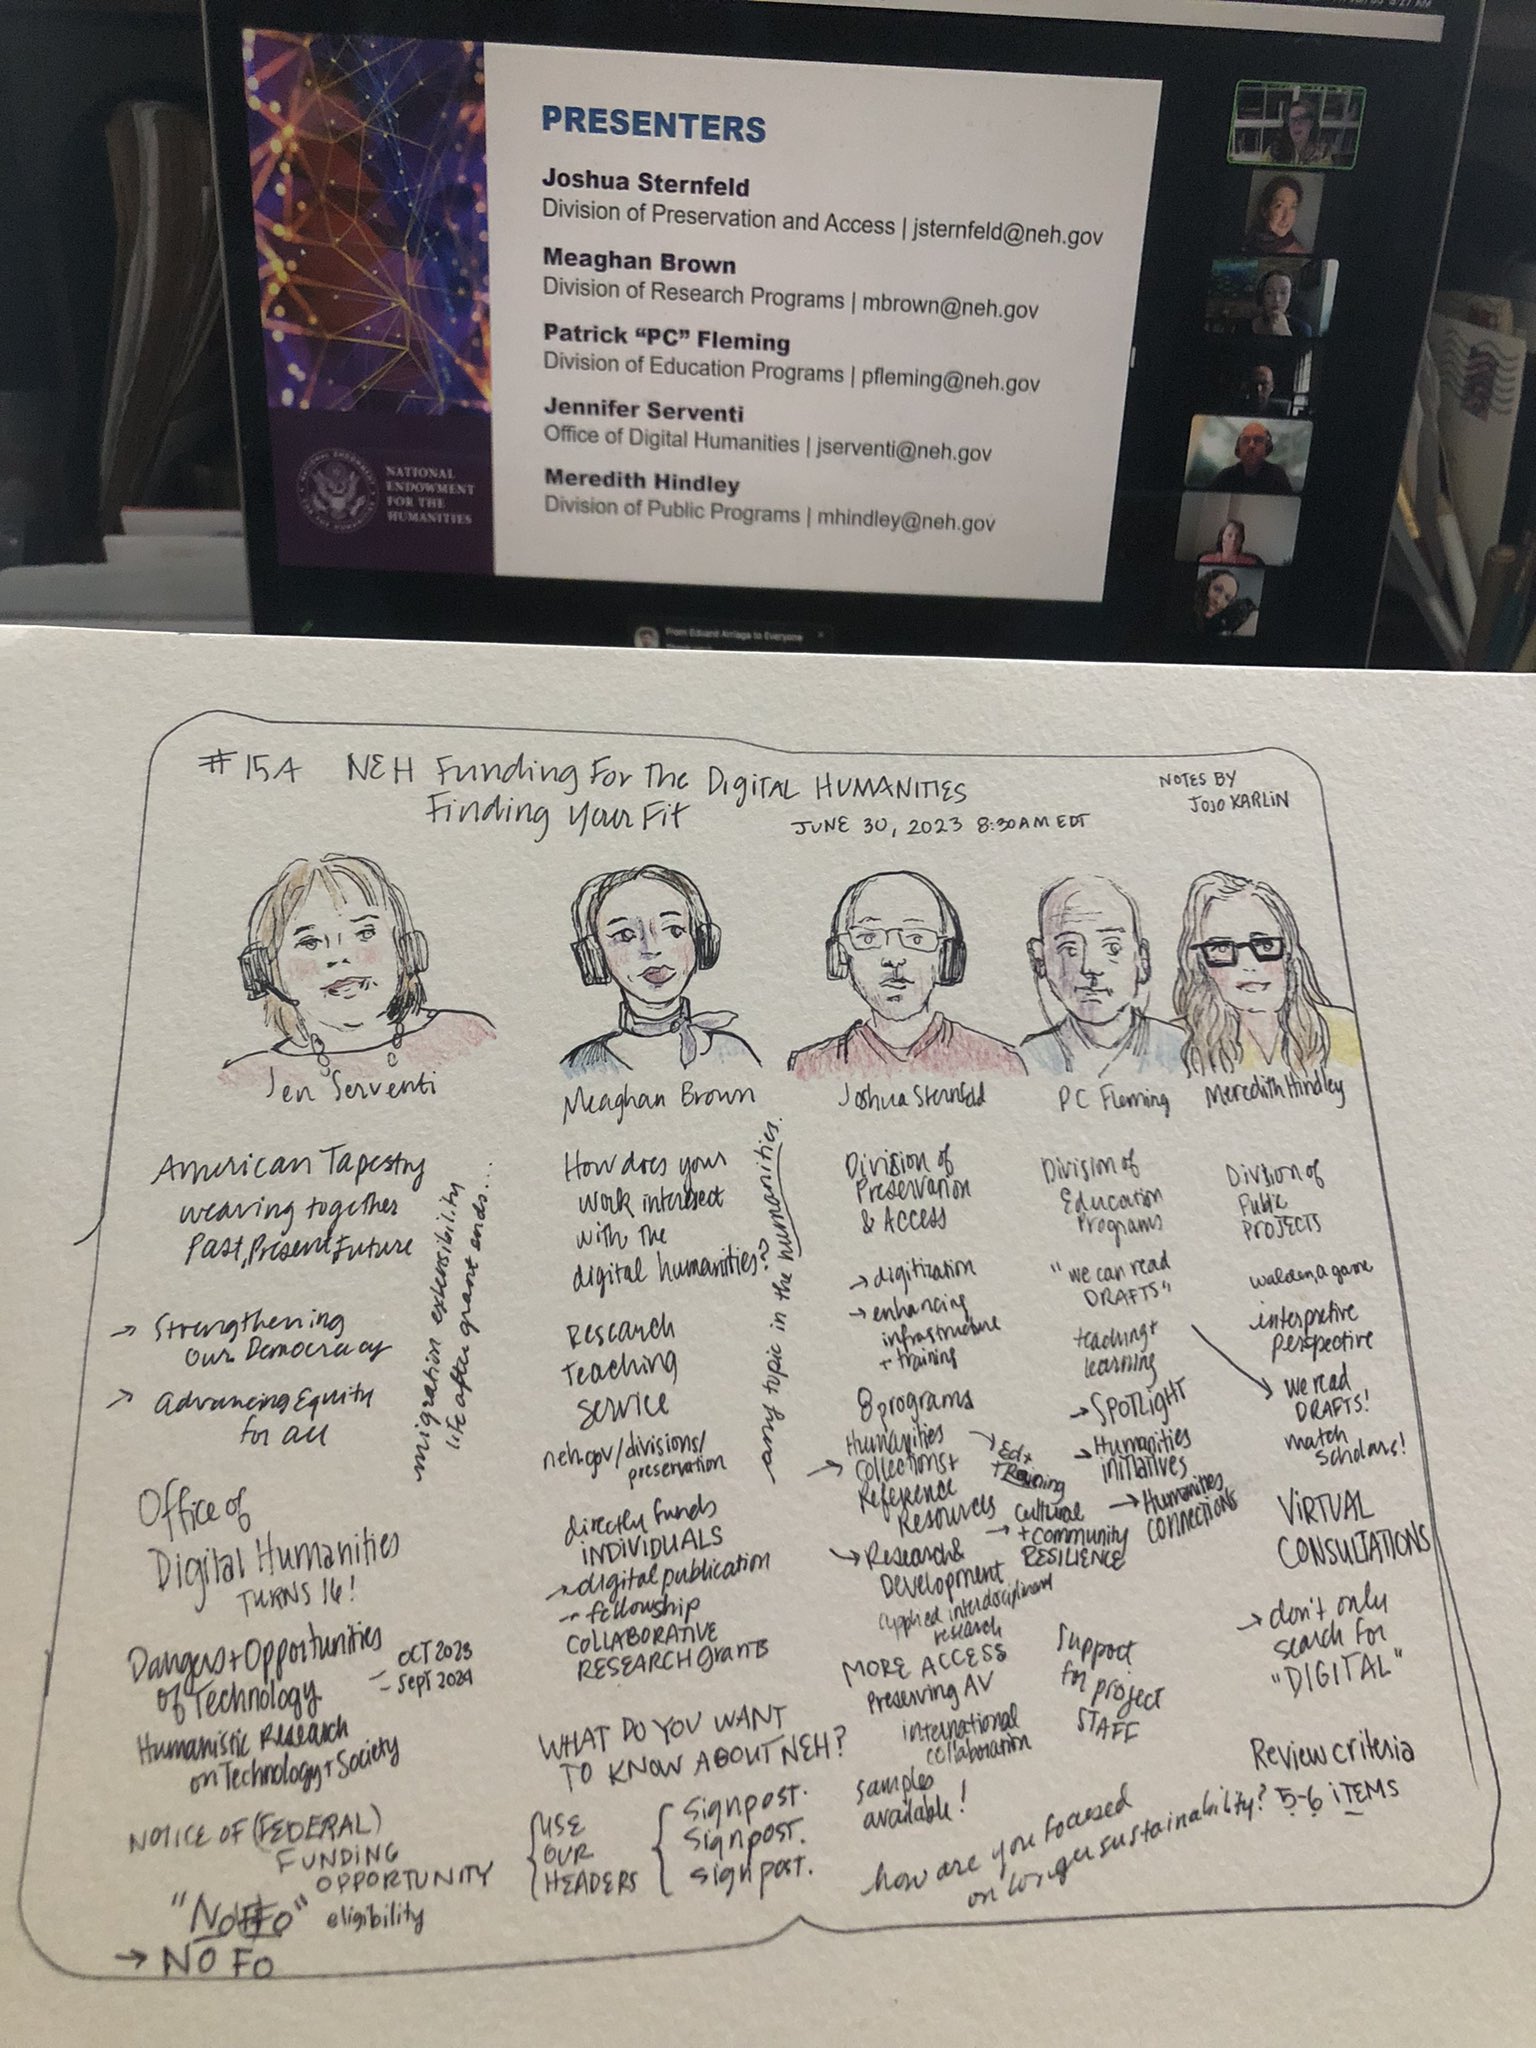 PRESENTERS
Joshua Sternfeld
Division of Preservation and Access | jsternfeld@neh.gov
Meaghan Brown
Division of Research Programs | mbrown@neh.gov
Patrick “PC” Fleming
Division of Education Programs | pfleming@neh.gov
Jennifer Serventi
Office of Digital Humanities | jserventi@neh.gov
Meredith Hindley
Division of Public Programs | mhindley@neh.gov
NATIONAL
ENDOWMENT
FOR THE
HUMANITIES
From Eduard Arriaga to Everyone
#15A NEH Funding For The Digital HUMANITIES
Finding Your Fit
JUNE 30, 2023 8:30AM EDT
NOTES BY
JOJO KARLIN
Jen Serventi
American Tapestry
weaving together
Past, Present, Future
→ Strengthening
our Democracy
→ Advancing Equity
for all
migration extensibility
life after grant ends...
Office of
Digital Humanities
TURNS 16!
Dangers + Opportunities
of Technology
OCT 2023
- Sept 2024
Humanistic Research
on Technology + Society
NOTICE OF (FEDERAL)
FUNDING
OPPORTUNITY
eligibility
→ NOFO
Meaghan Brown
How does your
work intersect
with the
digital humanities?
any topic in the humanities.
Research
Teaching
Service
neh.gov/divisions/
preservation
directly funds
INDIVIDUALS
→ digital publication
→ fellowship
COLLABORATIVE
RESEARCH grants
WHAT DO YOU WANT
TO KNOW ABOUT NEH?
USE
OUR
HEADERS
Signpost.
Signpost.
Signpost.
Joshua Sternfeld
Division of
Preservation
& Access
→ digitization
→ enhancing
infrastructure
+ training
8 programs
→ Humanities
Collections +
Reference
Resources
→ Ed +
Training
→ Cultural
+ Community
RESILIENCE
→ Research &
Development
applied interdisciplinary
research
MORE ACCESS
Preserving AV
international
collaboration
samples
available!
PC Fleming
Division of
Education
Programs
"we can read
DRAFTS"
teaching +
learning
→ SPOTLIGHT
→ Humanities
initiatives
→ Humanities
Connections
Support
for project
STAFF
Meredith Hindley
Division of
Public
PROJECTS
walden, a game
interpretive
perspective
we read
DRAFTS!
match
scholars!
VIRTUAL
CONSULTATIONS
→ don't only
search for
"DIGITAL"
Review criteria
5-6 iTEMS
how are you focused
on longer sustainability?